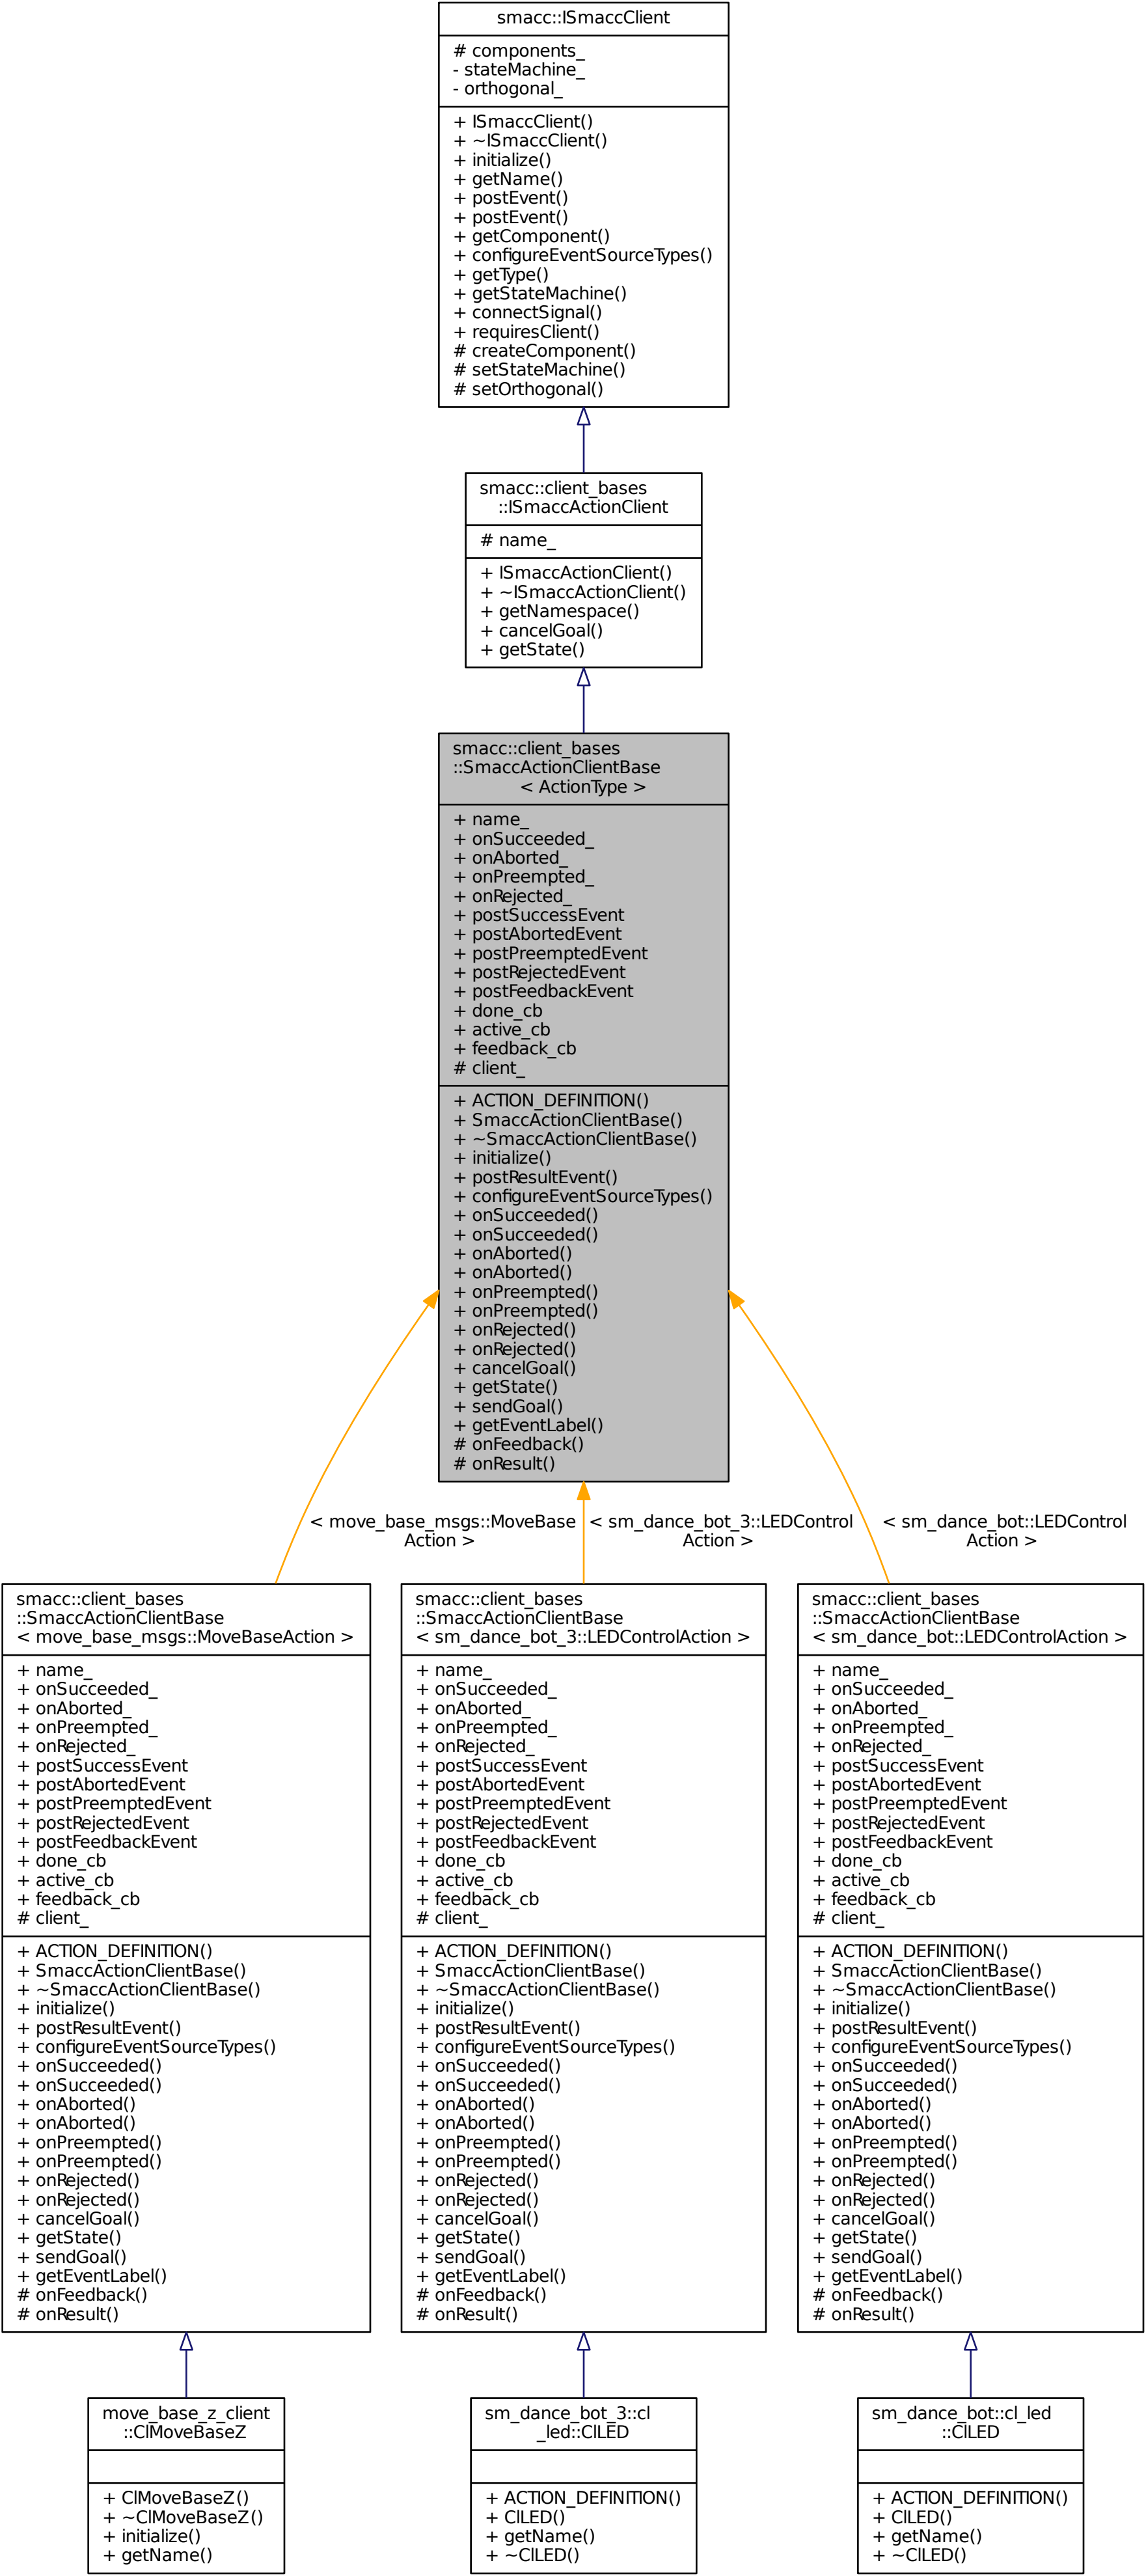 smacc::ISmaccClient
# components_
- stateMachine_
- orthogonal_
+ ISmaccClient()
+ ~ISmaccClient()
+ initialize()
+ getName()
+ postEvent()
+ postEvent()
+ getComponent()
+ configureEventSourceTypes()
+ getType()
+ getStateMachine()
+ connectSignal()
+ requiresClient()
# createComponent()
# setStateMachine()
# setOrthogonal()
smacc::client_bases
::ISmaccActionClient
# name_
+ ISmaccActionClient()
+ ~ISmaccActionClient()
+ getNamespace()
+ cancelGoal()
+ getState()
smacc::client_bases
::SmaccActionClientBase
< ActionType >
+ name_
+ onSucceeded_
+ onAborted_
+ onPreempted_
+ onRejected_
+ postSuccessEvent
+ postAbortedEvent
+ postPreemptedEvent
+ postRejectedEvent
+ postFeedbackEvent
+ done_cb
+ active_cb
+ feedback_cb
# client_
+ ACTION_DEFINITION()
+ SmaccActionClientBase()
+ ~SmaccActionClientBase()
+ initialize()
+ postResultEvent()
+ configureEventSourceTypes()
+ onSucceeded()
+ onSucceeded()
+ onAborted()
+ onAborted()
+ onPreempted()
+ onPreempted()
+ onRejected()
+ onRejected()
+ cancelGoal()
+ getState()
+ sendGoal()
+ getEventLabel()
# onFeedback()
# onResult()
< move_base_msgs::MoveBase
Action >
< sm_dance_bot_3::LEDControl
Action >
< sm_dance_bot::LEDControl
Action >
smacc::client_bases
::SmaccActionClientBase
< move_base_msgs::MoveBaseAction >
+ name_
+ onSucceeded_
+ onAborted_
+ onPreempted_
+ onRejected_
+ postSuccessEvent
+ postAbortedEvent
+ postPreemptedEvent
+ postRejectedEvent
+ postFeedbackEvent
+ done_cb
+ active_cb
+ feedback_cb
# client_
+ ACTION_DEFINITION()
+ SmaccActionClientBase()
+ ~SmaccActionClientBase()
+ initialize()
+ postResultEvent()
+ configureEventSourceTypes()
+ onSucceeded()
+ onSucceeded()
+ onAborted()
+ onAborted()
+ onPreempted()
+ onPreempted()
+ onRejected()
+ onRejected()
+ cancelGoal()
+ getState()
+ sendGoal()
+ getEventLabel()
# onFeedback()
# onResult()
smacc::client_bases
::SmaccActionClientBase
< sm_dance_bot_3::LEDControlAction >
+ name_
+ onSucceeded_
+ onAborted_
+ onPreempted_
+ onRejected_
+ postSuccessEvent
+ postAbortedEvent
+ postPreemptedEvent
+ postRejectedEvent
+ postFeedbackEvent
+ done_cb
+ active_cb
+ feedback_cb
# client_
+ ACTION_DEFINITION()
+ SmaccActionClientBase()
+ ~SmaccActionClientBase()
+ initialize()
+ postResultEvent()
+ configureEventSourceTypes()
+ onSucceeded()
+ onSucceeded()
+ onAborted()
+ onAborted()
+ onPreempted()
+ onPreempted()
+ onRejected()
+ onRejected()
+ cancelGoal()
+ getState()
+ sendGoal()
+ getEventLabel()
# onFeedback()
# onResult()
smacc::client_bases
::SmaccActionClientBase
< sm_dance_bot::LEDControlAction >
+ name_
+ onSucceeded_
+ onAborted_
+ onPreempted_
+ onRejected_
+ postSuccessEvent
+ postAbortedEvent
+ postPreemptedEvent
+ postRejectedEvent
+ postFeedbackEvent
+ done_cb
+ active_cb
+ feedback_cb
# client_
+ ACTION_DEFINITION()
+ SmaccActionClientBase()
+ ~SmaccActionClientBase()
+ initialize()
+ postResultEvent()
+ configureEventSourceTypes()
+ onSucceeded()
+ onSucceeded()
+ onAborted()
+ onAborted()
+ onPreempted()
+ onPreempted()
+ onRejected()
+ onRejected()
+ cancelGoal()
+ getState()
+ sendGoal()
+ getEventLabel()
# onFeedback()
# onResult()
move_base_z_client
::ClMoveBaseZ
+ ClMoveBaseZ()
+ ~ClMoveBaseZ()
+ initialize()
+ getName()
sm_dance_bot_3::cl
_led::ClLED
+ ACTION_DEFINITION()
+ ClLED()
+ getName()
+ ~ClLED()
sm_dance_bot::cl_led
::ClLED
+ ACTION_DEFINITION()
+ ClLED()
+ getName()
+ ~ClLED()